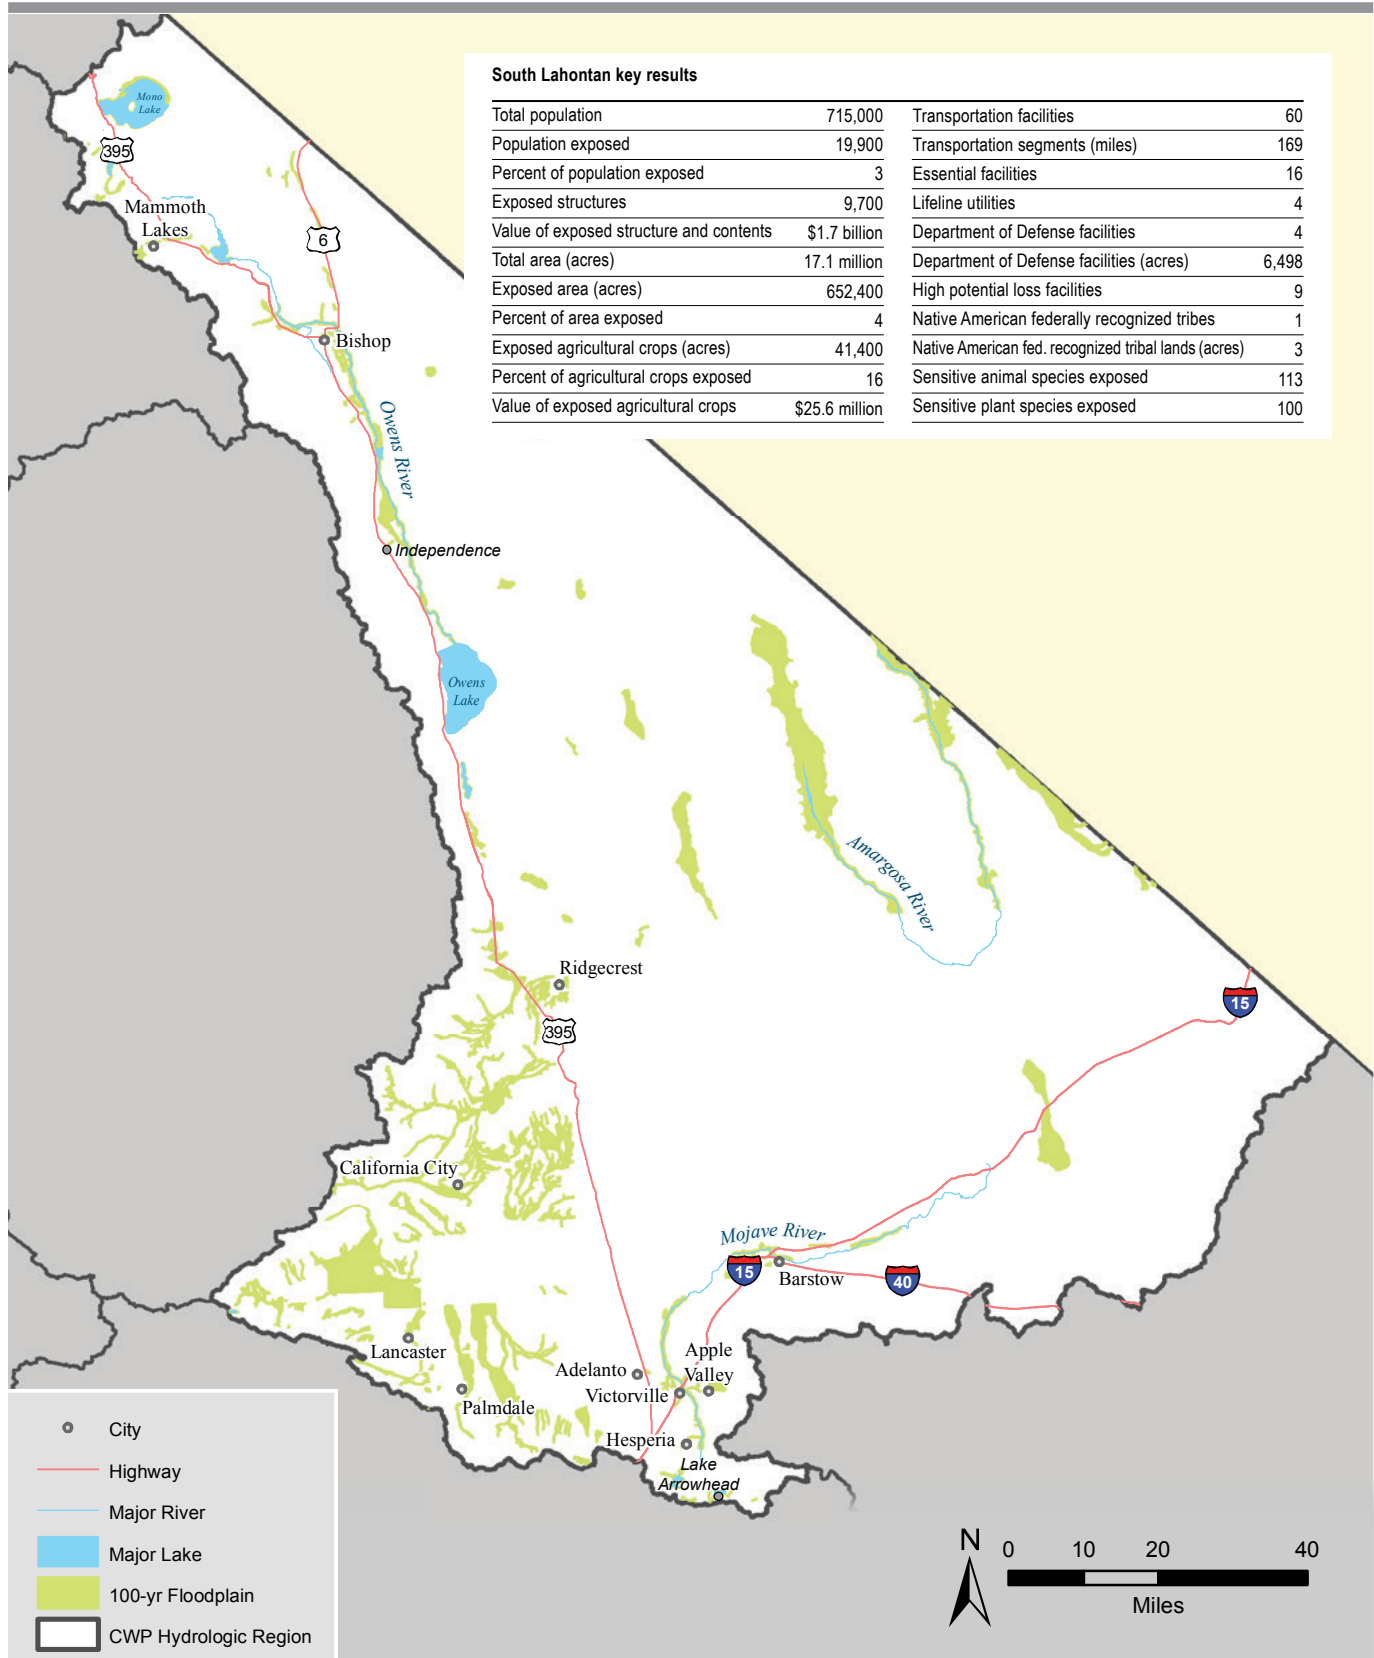 South Lahontan key results
Total population 715,000
Population exposed 19,900
Percent of population exposed 3
Exposed structures 9,700
Value of exposed structure and contents $1.7 billion
Total area (acres) 17.1 million
Exposed area (acres) 652,400
Percent of area exposed 4
Exposed agricultural crops (acres) 41,400
Percent of agricultural crops exposed 16
Value of exposed agricultural crops $25.6 million
Transportation facilities 60
Transportation segments (miles) 169
Essential facilities 16
Lifeline utilities 4
Department of Defense facilities 4
Department of Defense facilities (acres) 6,498
High potential loss facilities 9
Native American federally recognized tribes 1
Native American fed. recognized tribal lands (acres) 3
Sensitive animal species exposed 113
Sensitive plant species exposed 100
Mono
Lake
395
Mammoth
Lakes
6
Bishop
Owens River
Independence
Owens
Lake
Amargosa River
Ridgecrest
395
15
California City
Mojave River
15
Barstow
40
Lancaster
Palmdale
Adelanto
Apple
Valley
Victorville
Hesperia
Lake
Arrowhead
City
Highway
Major River
Major Lake
100-yr Floodplain
CWP Hydrologic Region
N
0 10 20 40
Miles